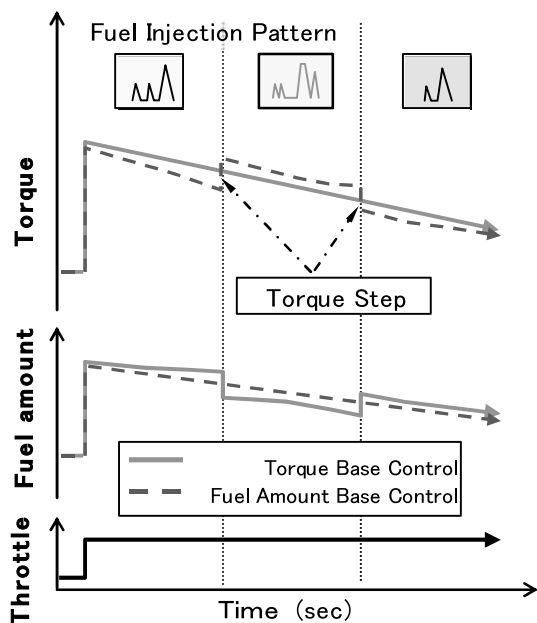 Fuel Injection Pattern
Torque
Torque Step
Fuel amount
Torque Base Control
Fuel Amount Base Control
Throttle
Time (sec)